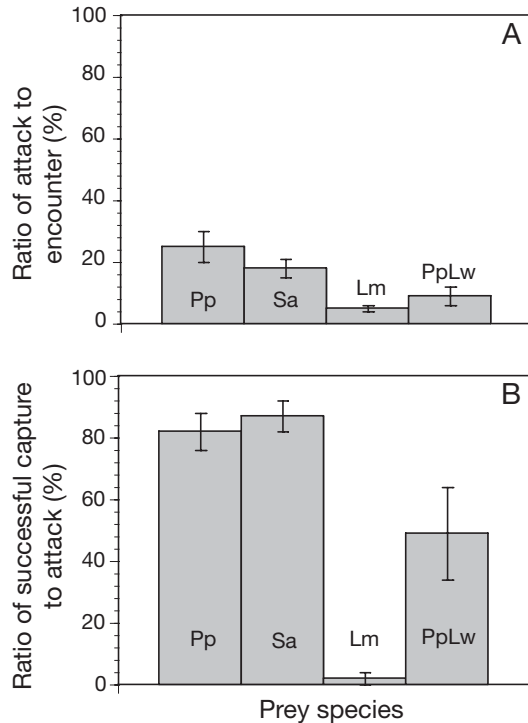 A
Ratio of attack to
encounter (%)
100
80
60
40
20
0
Pp
Sa
Lm
PpLw
B
Ratio of successful capture
to attack (%)
100
80
60
40
20
0
Pp
Sa
Lm
PpLw
Prey species